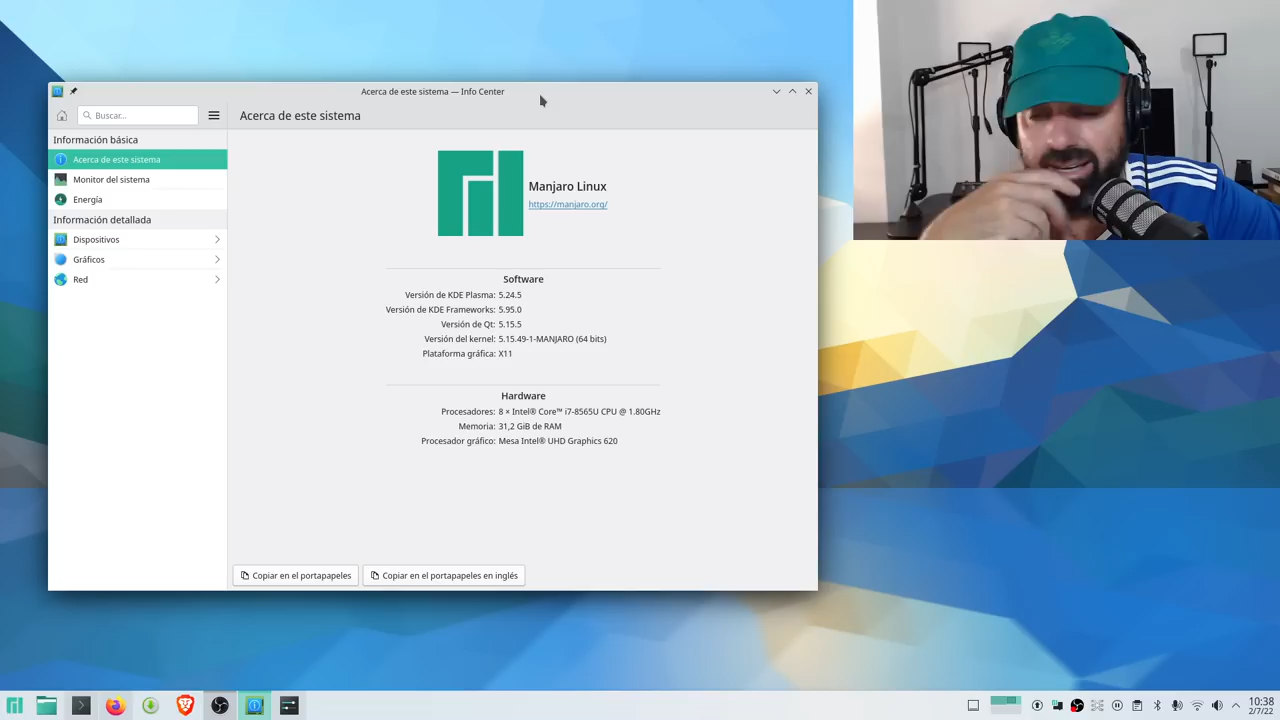 Acerca de este sistema — Info Center
Buscar...
Acerca de este sistema
Información básica
Acerca de este sistema
Monitor del sistema
Energía
Información detallada
Dispositivos
Gráficos
Red
Manjaro Linux
https://manjaro.org/
Software
Versión de KDE Plasma: 5.24.5
Versión de KDE Frameworks: 5.95.0
Versión de Qt: 5.15.5
Versión del kernel: 5.15.49-1-MANJARO (64 bits)
Plataforma gráfica: X11
Hardware
Procesadores: 8 × Intel® Core™ i7-8565U CPU @ 1.80GHz
Memoria: 31,2 GiB de RAM
Procesador gráfico: Mesa Intel® UHD Graphics 620
Copiar en el portapapeles
Copiar en el portapapeles en inglés
10:38
2/7/22